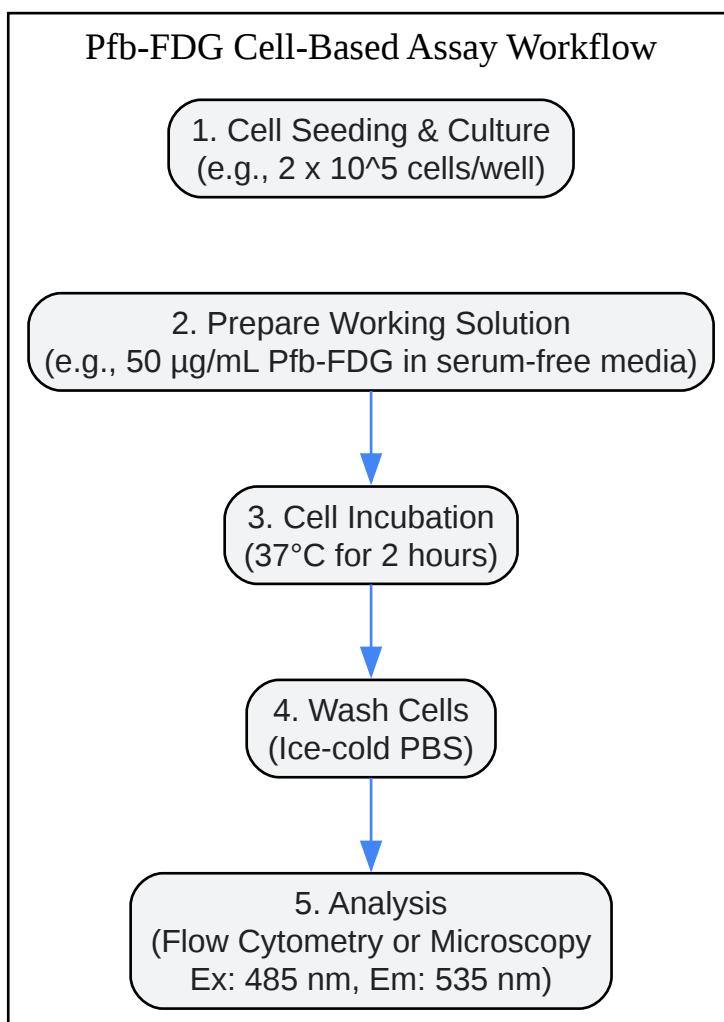 Pfb-FDG Cell-Based Assay Workflow
1. Cell Seeding & Culture
(e.g., 2 x 10^5 cells/well)
2. Prepare Working Solution
(e.g., 50 µg/mL Pfb-FDG in serum-free media)
3. Cell Incubation
(37°C for 2 hours)
4. Wash Cells
(Ice-cold PBS)
5. Analysis
(Flow Cytometry or Microscopy
Ex: 485 nm, Em: 535 nm)